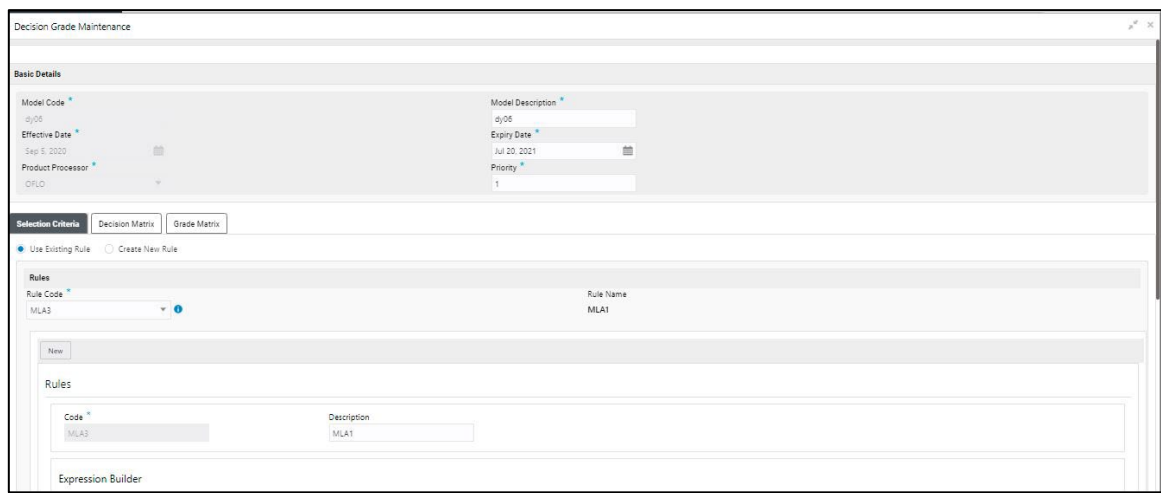 Decision Grade Maintenance
Basic Details
Model Code * Model Description *
dy06 dy06
Effective Date * Expiry Date *
Sep 5, 2020 Jul 20, 2021
Product Processor * Priority *
OFLO 1
Selection Criteria Decision Matrix Grade Matrix
Use Existing Rule Create New Rule
Rules
Rule Code * Rule Name
MLA3 MLA1
New
Rules
Code * Description
MLA3 MLA1
Expression Builder